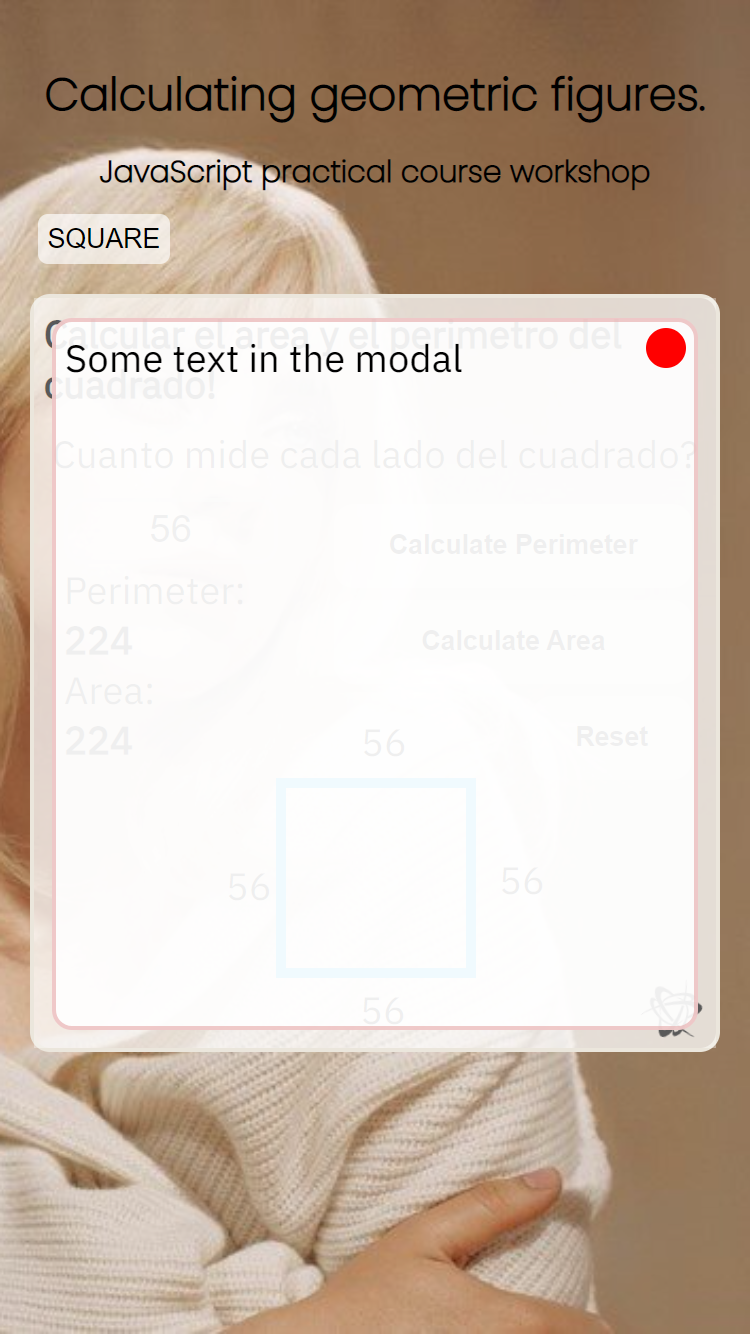 Calculating geometric figures.
JavaScript practical course workshop
SQUARE
Calcular el area y el perimetro del
Some text in the modal
cuadrado!
Cuanto mide cada lado del cuadrado?
56
Calculate Perimeter
Perimeter:
224
Calculate Area
Area:
224
Reset
56
56
56
56